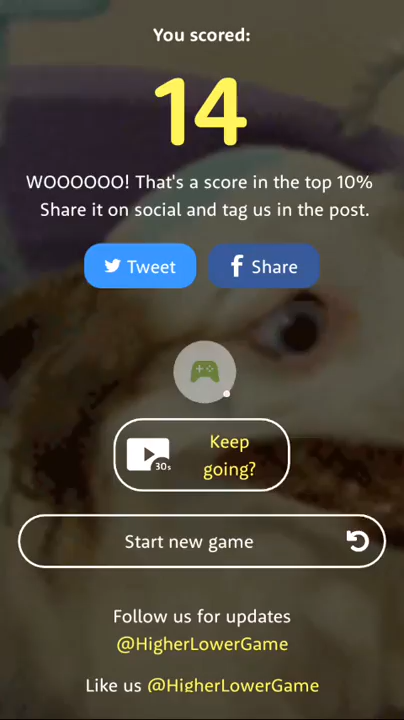 You scored:
14
WOOOOOO! That's a score in the top 10%
Share it on social and tag us in the post.
Tweet
Share
30s
Keep
going?
Start new game
Follow us for updates
@HigherLowerGame
Like us @HigherLowerGame